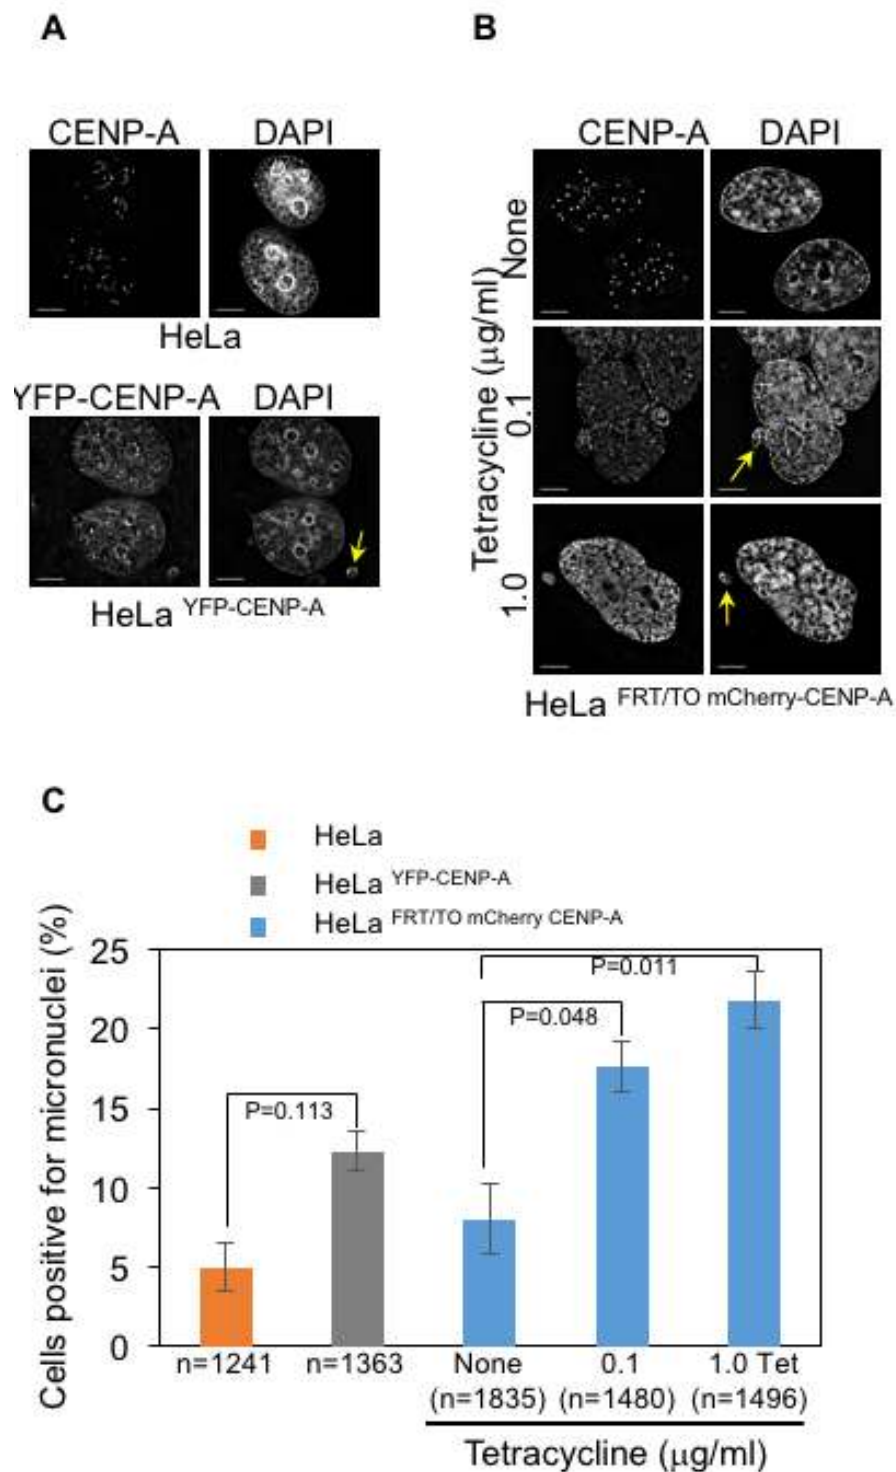 A
B
CENP-A DAPI
HeLa
YFP-CENP-A DAPI
HeLa YFP-CENP-A
CENP-A DAPI
None
0.1
1.0
Tetracycline (μg/ml)
HeLa FRT/TO mCherry-CENP-A
C
HeLa
HeLa YFP-CENP-A
HeLa FRT/TO mCherry CENP-A
Cells positive for micronuclei (%)
25
20
15
10
5
0
P=0.113
P=0.048
P=0.011
n=1241 n=1363 None 0.1 1.0 Tet
(n=1835) (n=1480) (n=1496)
Tetracycline (μg/ml)